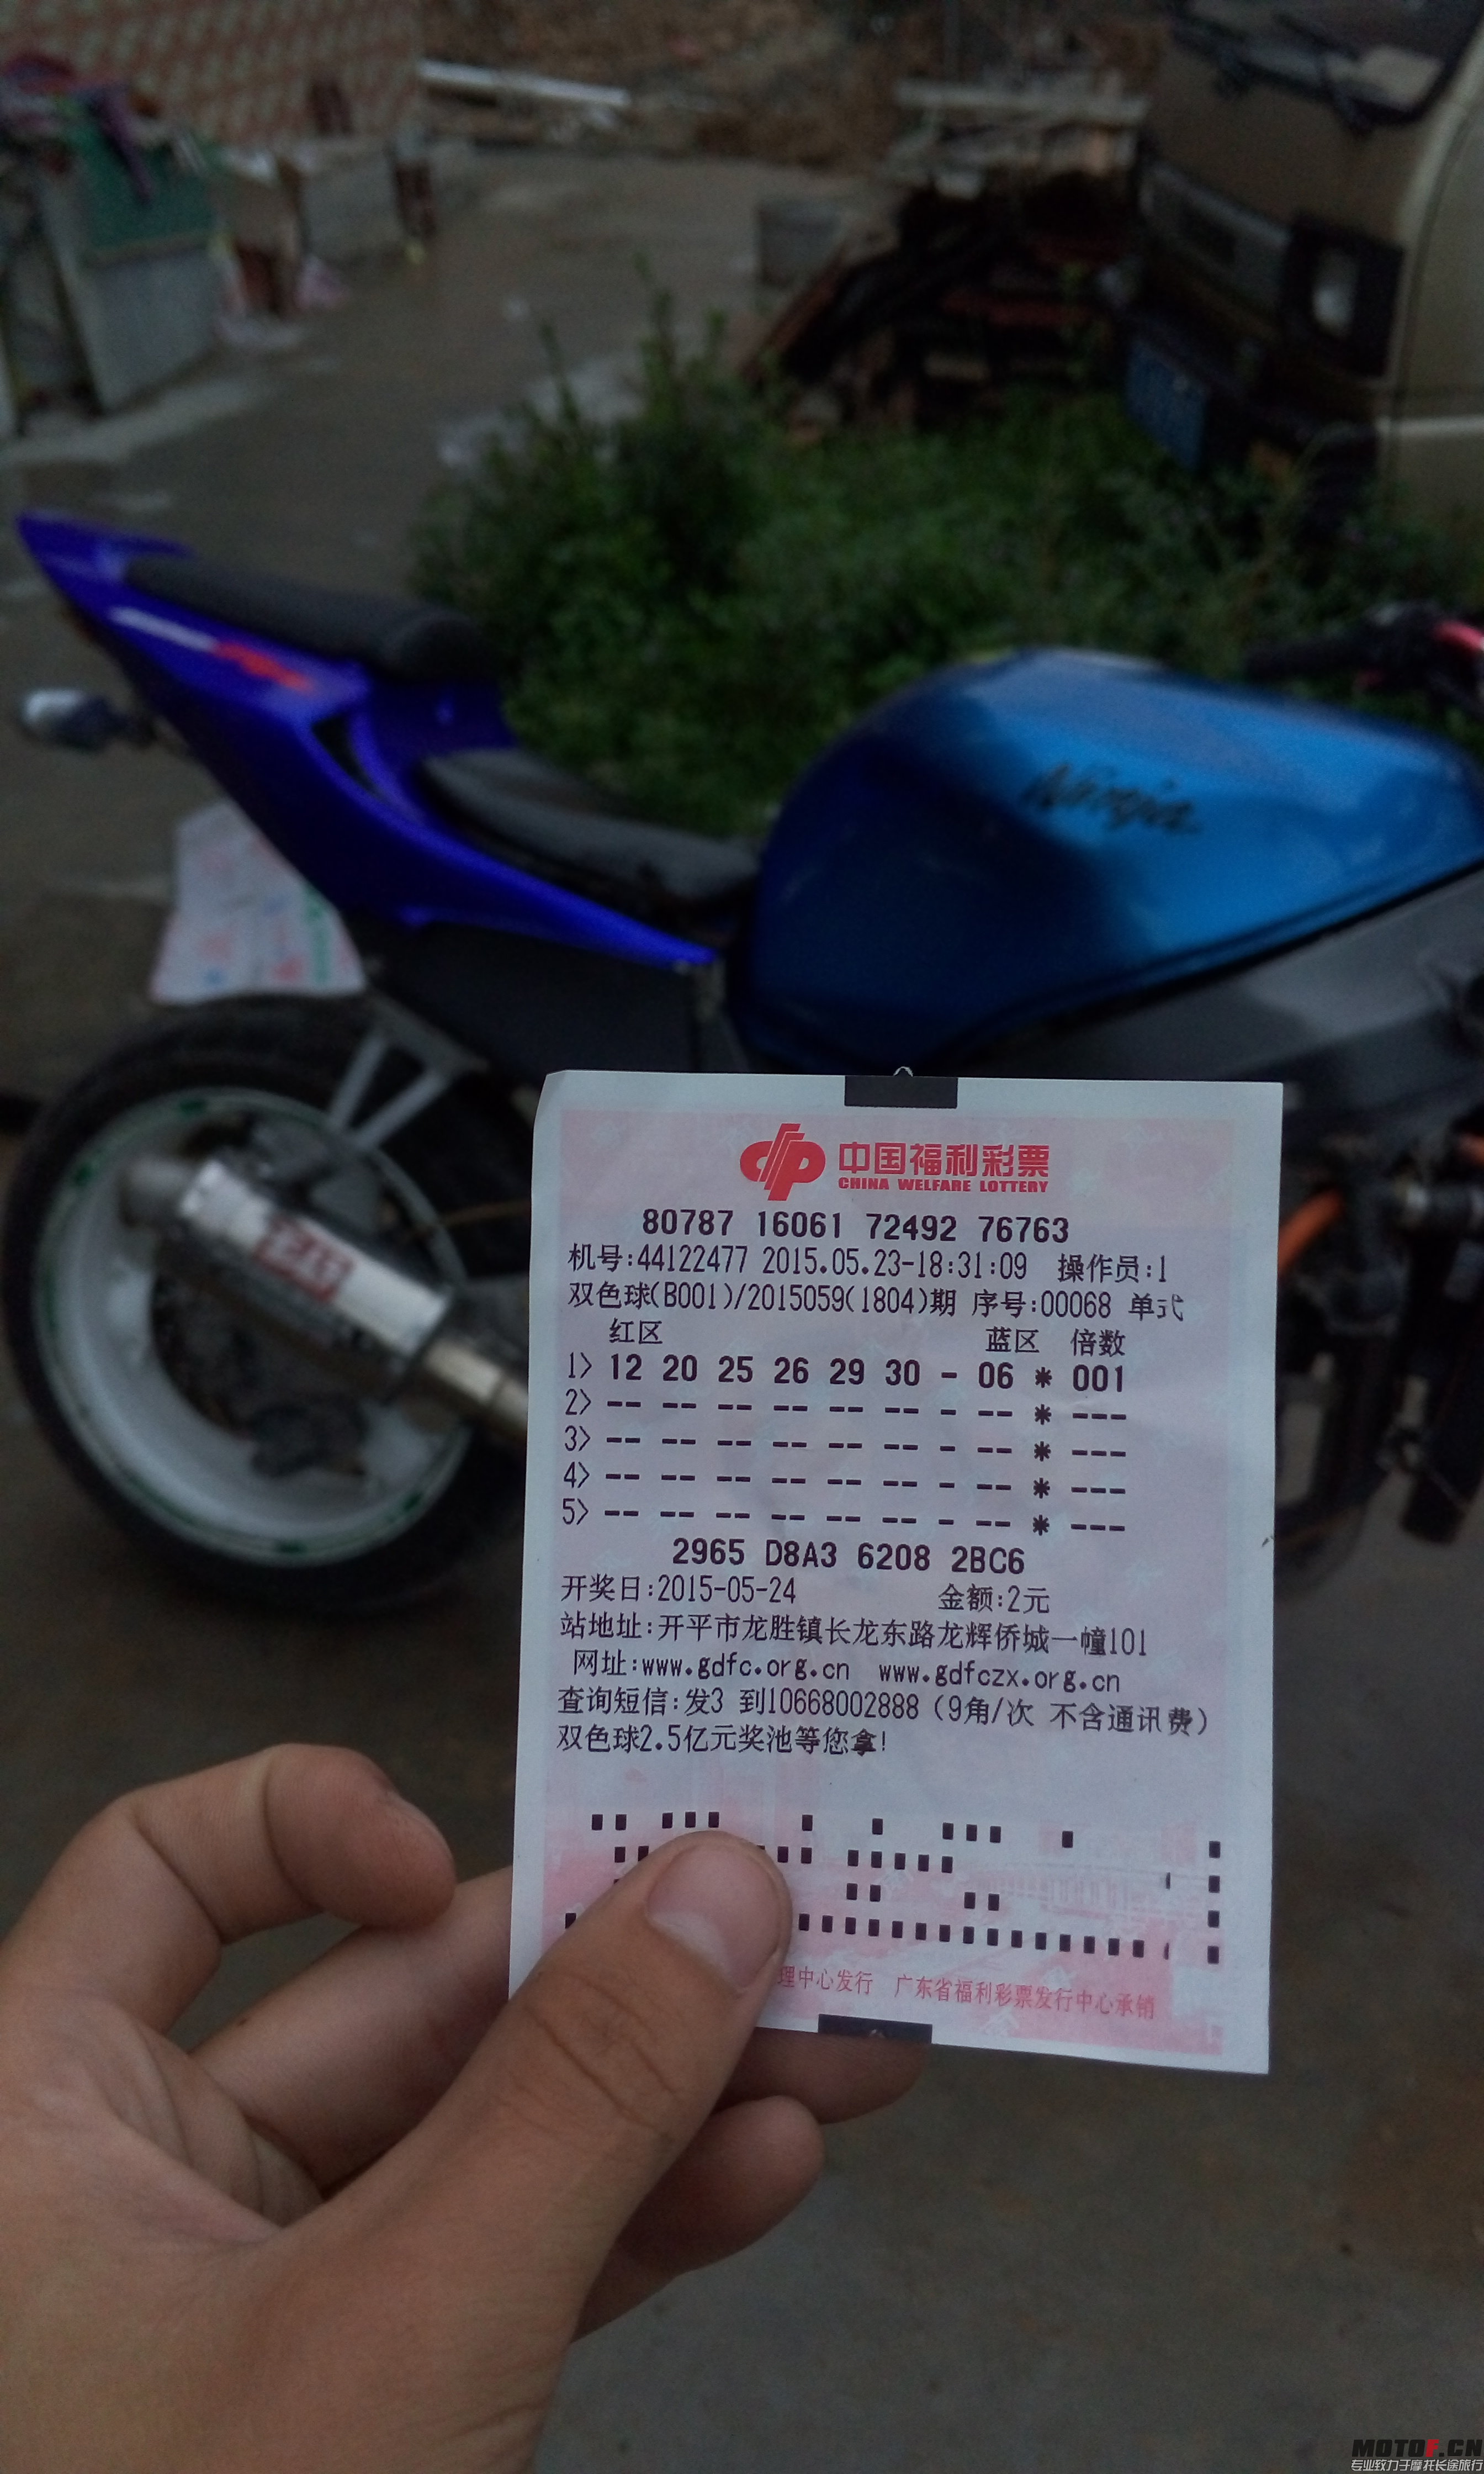 Ninja
中国福利彩票
CHINA WELFARE LOTTERY
80787 16061 72492 76763
机号:44122477 2015.05.23-18:31:09 操作员:1
双色球(B001)/2015059(1804)期 序号:00068 单式
红区 蓝区 倍数
1> 12 20 25 26 29 30 - 06 * 001
2> -- -- -- -- -- -- - -- * ---
3> -- -- -- -- -- -- - -- * ---
4> -- -- -- -- -- -- - -- * ---
5> -- -- -- -- -- -- - -- * ---
2965 D8A3 6208 2BC6
开奖日:2015-05-24 金额:2元
站地址:开平市龙胜镇长龙东路龙辉侨城一幢101
网址:www.gdfc.org.cn www.gdfczx.org.cn
查询短信:发3 到10668002888 (9角/次 不含通讯费)
双色球2.5亿元奖池等您拿!
理中心发行 广东省福利彩票发行中心承销
MOTOF.CN
专业致力于摩托长途旅行